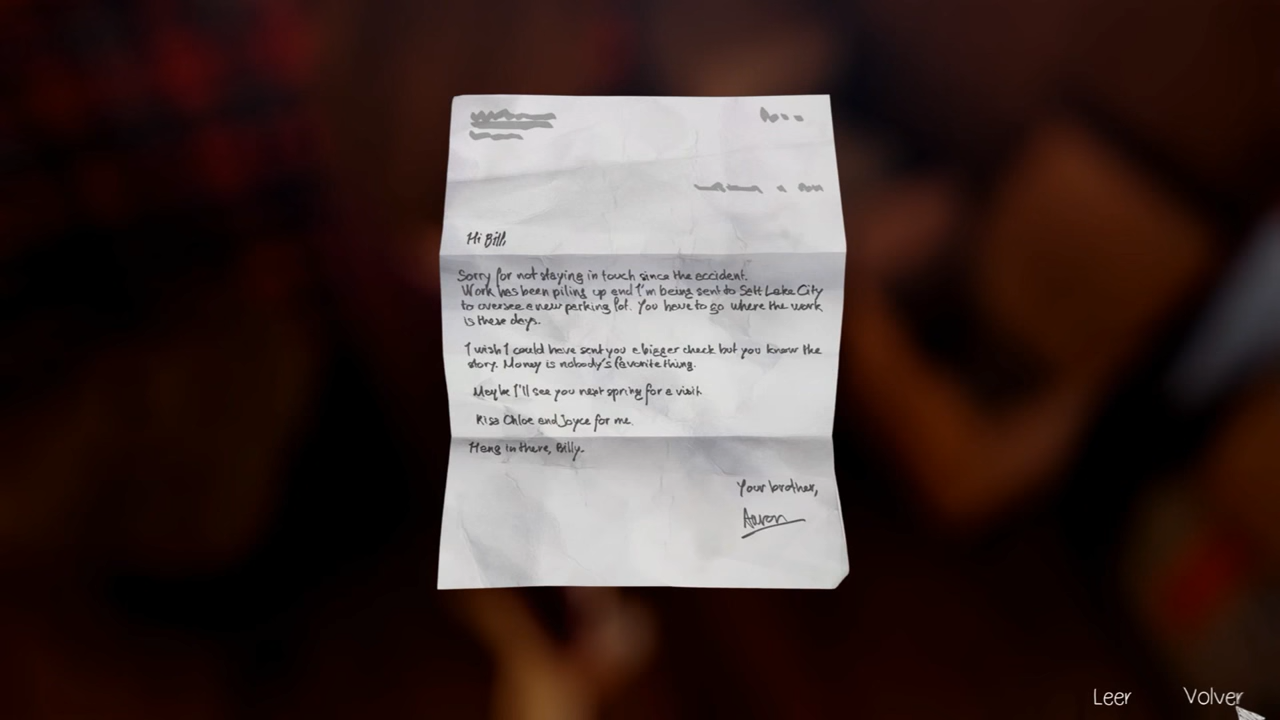 Hi Bill,
Sorry for not staying in touch since the accident.
Work has been piling up and I'm being sent to Salt Lake City
to oversee a new parking lot. You have to go where the work
is these days.
I wish I could have sent you a bigger check but you know the
story. Money is nobody's favorite thing.
Maybe I'll see you next spring for a visit.
Kiss Chloe and Joyce for me.
Hang in there, Billy.
Your brother,
Aaron
Leer
Volver